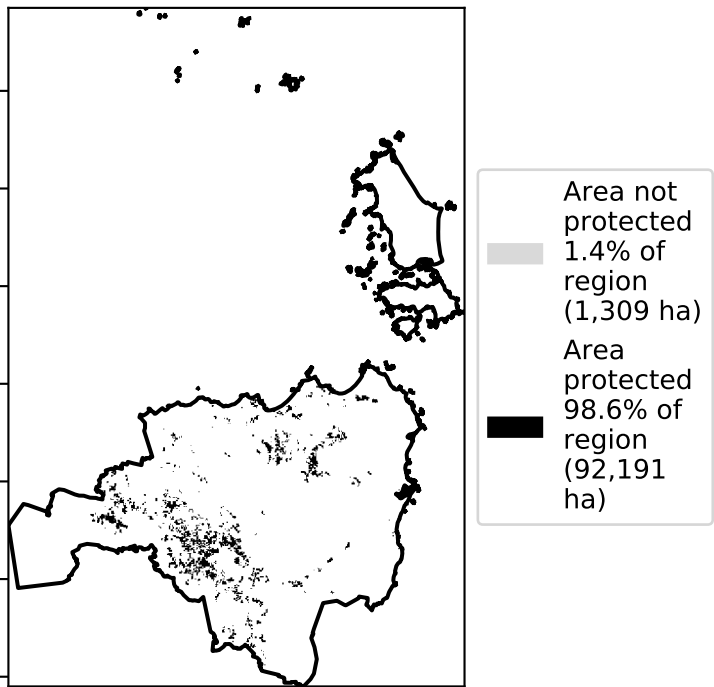 Area not
protected
1.4% of
region
(1,309 ha)
Area
protected
98.6% of
region
(92,191
ha)